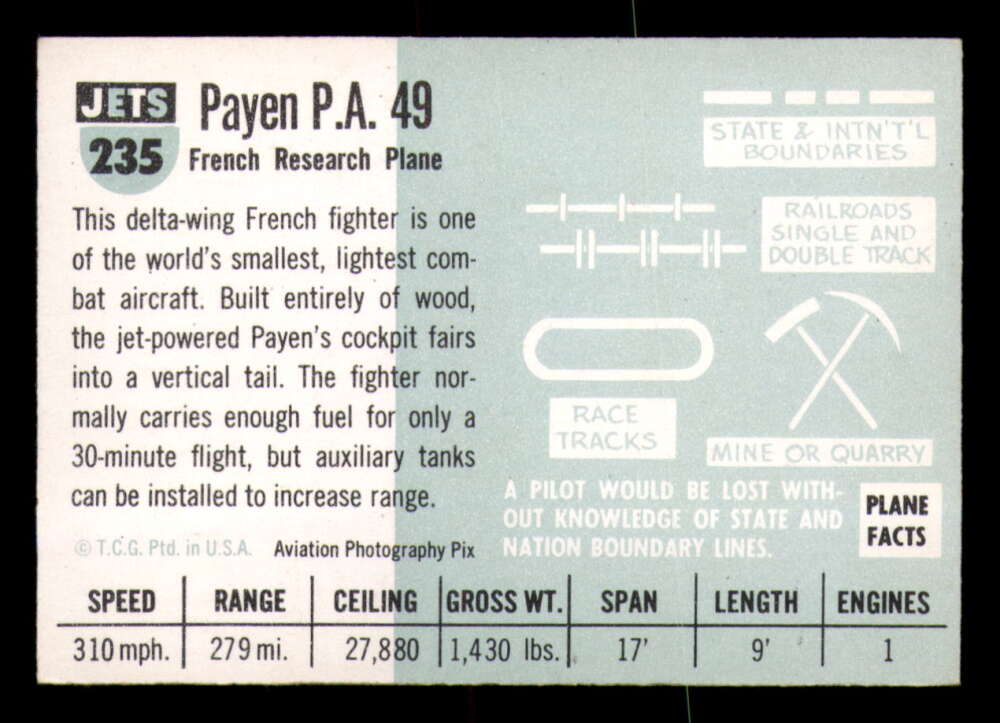 JETS
235
Payen P.A. 49
French Research Plane
This delta-wing French fighter is one
of the world's smallest, lightest com-
bat aircraft. Built entirely of wood,
the jet-powered Payen's cockpit fairs
into a vertical tail. The fighter nor-
mally carries enough fuel for only a
30-minute flight, but auxiliary tanks
can be installed to increase range.
© T.C.G. Ptd. in U.S.A. Aviation Photography Pix
STATE & INTN'T'L
BOUNDARIES
RAILROADS
SINGLE AND
DOUBLE TRACK
RACE
TRACKS
MINE OR QUARRY
A PILOT WOULD BE LOST WITH-
OUT KNOWLEDGE OF STATE AND
NATION BOUNDARY LINES.
PLANE
FACTS
SPEED RANGE CEILING GROSS WT. SPAN LENGTH ENGINES
310 mph. 279 mi. 27,880 1,430 lbs. 17' 9' 1